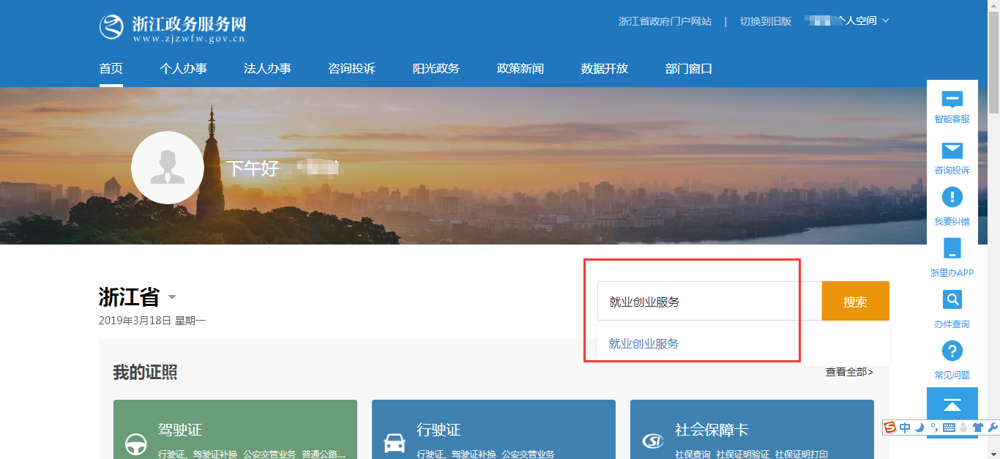 浙江政务服务网
www.zjzwfw.gov.cn
浙江省政府门户网站 | 切换到旧版 个人空间
首页 个人办事 法人办事 咨询投诉 阳光政务 政策新闻 数据开放 部门窗口
下午好
智能客服
咨询投诉
我要纠错
浙里办APP
办件查询
常见问题
浙江省
2019年3月18日 星期一
就业创业服务 搜索
就业创业服务
我的证照 查看全部>
驾驶证
行驶证、驾驶证补换 公安交管业务 普通公路...
行驶证
行驶证、驾驶证补换 公安交管业务
社会保障卡
社保查询 社保证明验证 社保证明打印
中